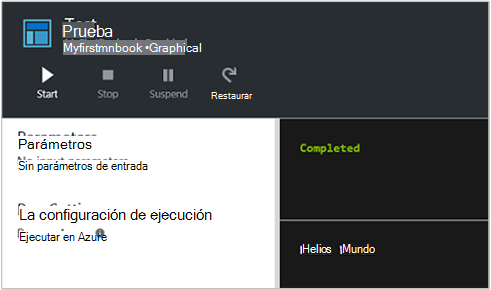 Prueba
Myfirstmnbook •Graphical
Start Stop Suspend Restaurar
Parámetros
Sin parámetros de entrada
Completed
La configuración de ejecución
Ejecutar en Azure
Helios Mundo